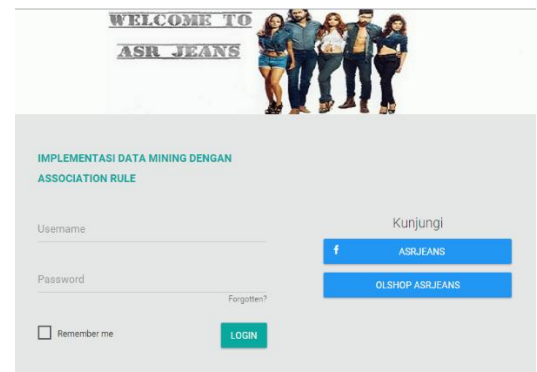 WELCOME TO
ASR JEANS
IMPLEMENTASI DATA MINING DENGAN
ASSOCIATION RULE
Username
Password
Forgotten?
Remember me
LOGIN
Kunjungi
f ASRJEANS
OLSHOP ASRJEANS